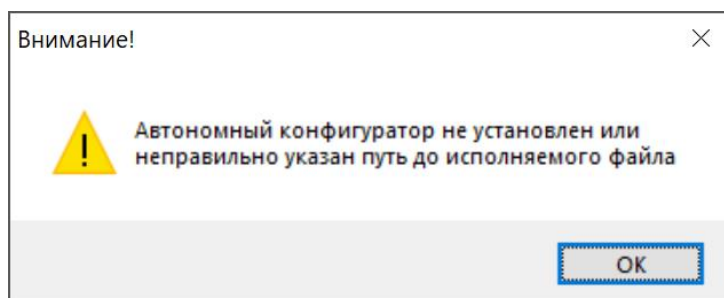 Внимание!
Автономный конфигуратор не установлен или
неправильно указан путь до исполняемого файла
OK